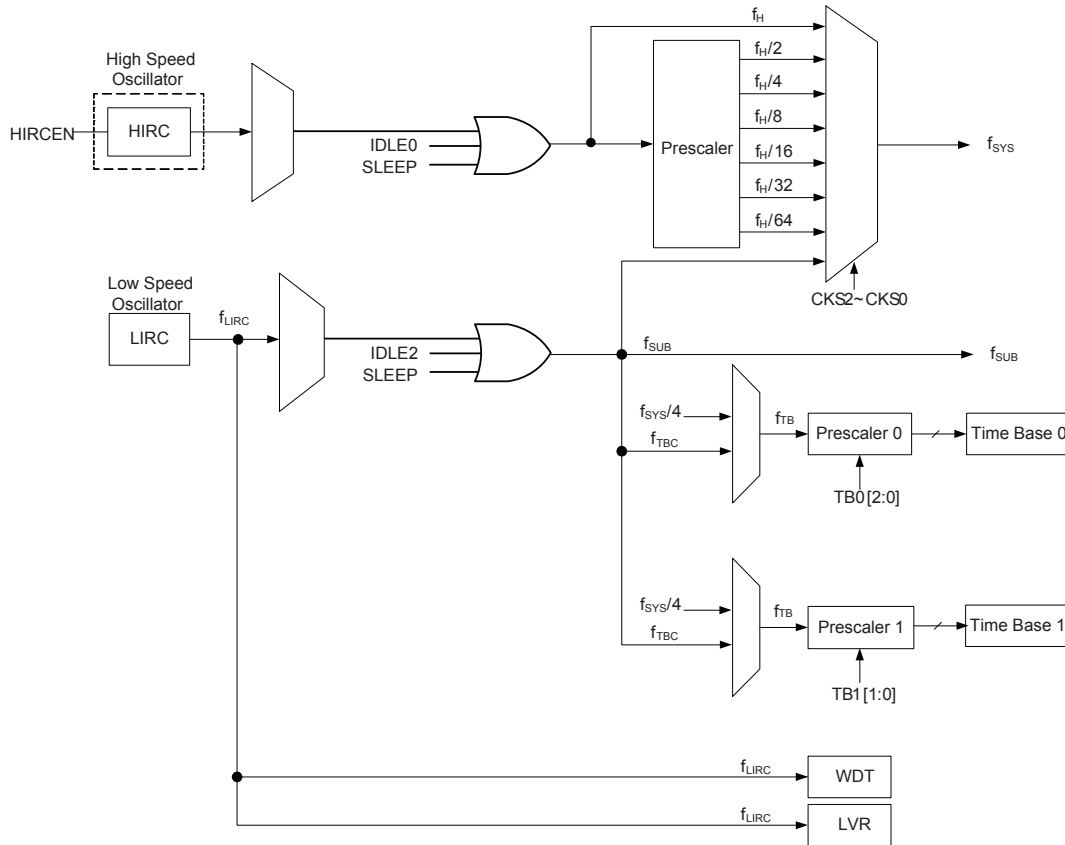 High Speed
Oscillator
HIRCEN
HIRC
IDLE0
SLEEP
fH
Prescaler
fH/2
fH/4
fH/8
fH/16
fH/32
fH/64
fSYS
CKS2~CKS0
Low Speed
Oscillator
LIRC
fLIRC
IDLE2
SLEEP
fSUB
fSUB
fSYS/4
fTBC
fTB
Prescaler 0
Time Base 0
TB0[2:0]
fSYS/4
fTBC
fTB
Prescaler 1
Time Base 1
TB1[1:0]
fLIRC
WDT
fLIRC
LVR